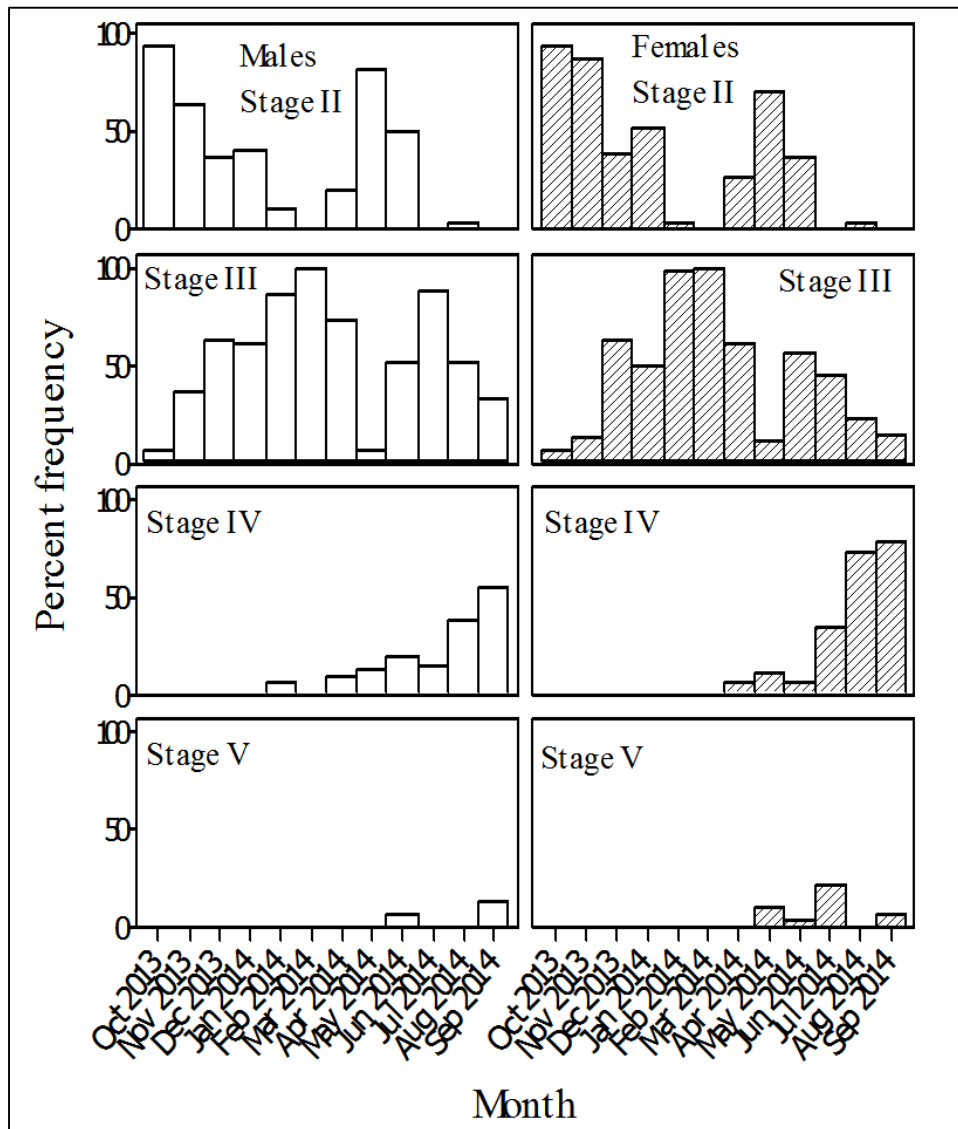 Males
Stage II
Females
Stage II
100
50
0
Stage III
Stage III
100
50
0
Stage IV
Stage IV
100
50
0
Stage V
Stage V
100
50
0
Percent frequency
Oct 2013
Nov 2013
Dec 2013
Jan 2014
Feb 2014
Mar 2014
Apr 2014
May 2014
Jun 2014
Jul 2014
Aug 2014
Sep 2014
Oct 2013
Nov 2013
Dec 2013
Jan 2014
Feb 2014
Mar 2014
Apr 2014
May 2014
Jun 2014
Jul 2014
Aug 2014
Sep 2014
Month